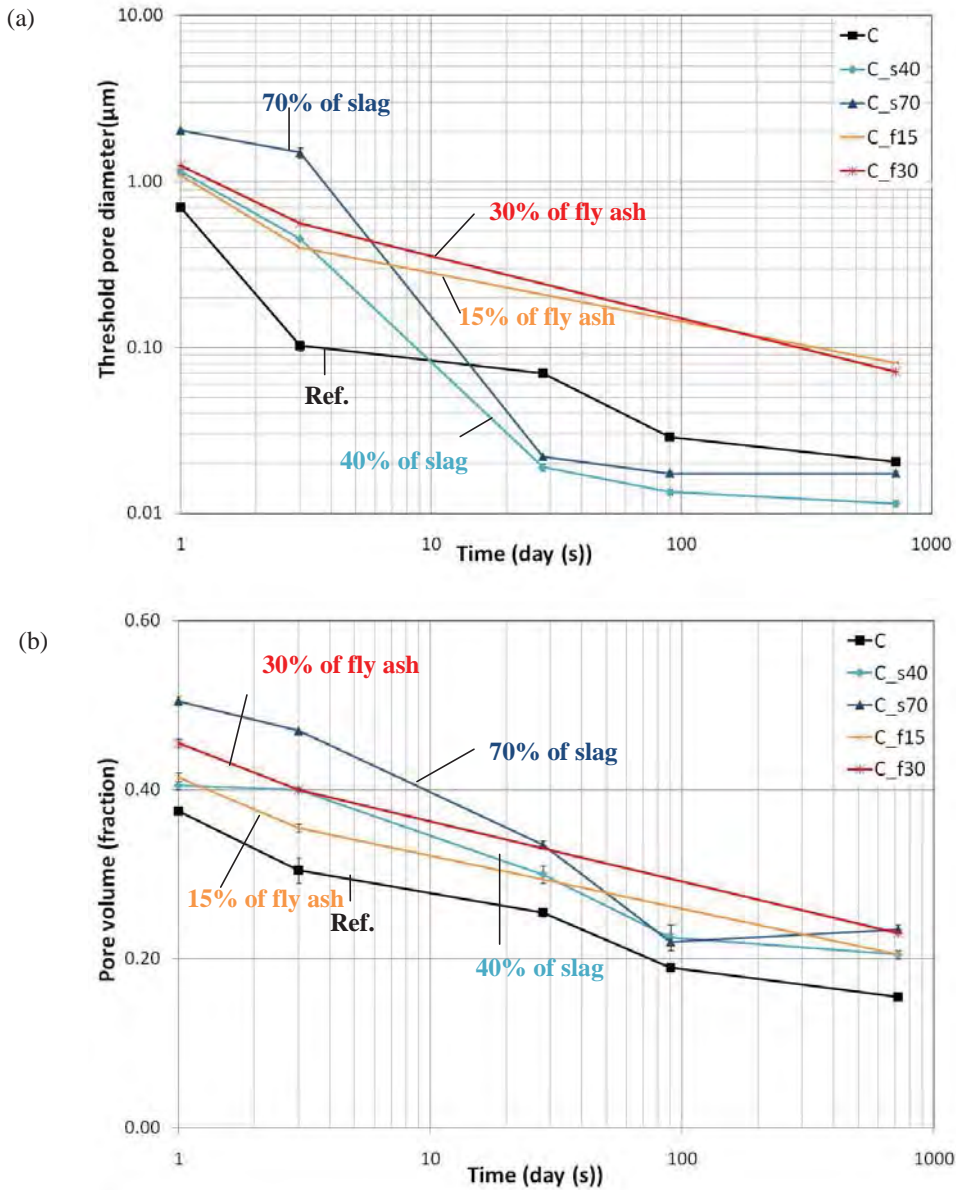 (a)
10.00
1.00
0.10
0.01
Threshold pore diameter(µm)
1
10
100
1000
Time (day (s))
C
C_s40
C_s70
C_f15
C_f30
70% of slag
30% of fly ash
15% of fly ash
Ref.
40% of slag
(b)
0.60
0.40
0.20
0.00
Pore volume (fraction)
1
10
100
1000
Time (day (s))
C
C_s40
C_s70
C_f15
C_f30
30% of fly ash
70% of slag
15% of fly ash
Ref.
40% of slag